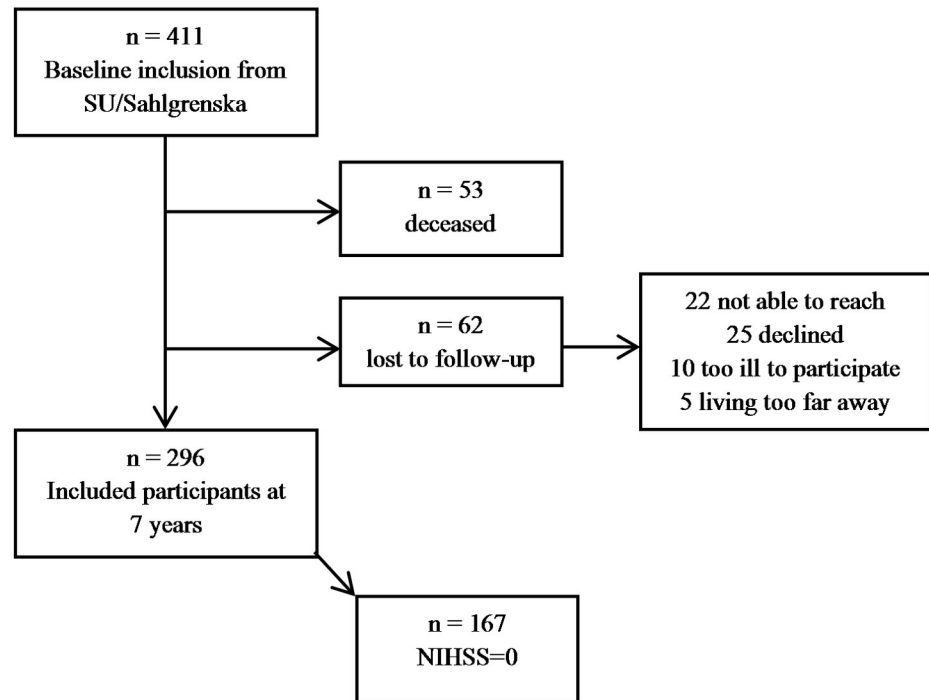 n = 411
Baseline inclusion from
SU/Sahlgrenska
n = 53
deceased
n = 62
lost to follow-up
22 not able to reach
25 declined
10 too ill to participate
5 living too far away
n = 296
Included participants at
7 years
n = 167
NIHSS=0